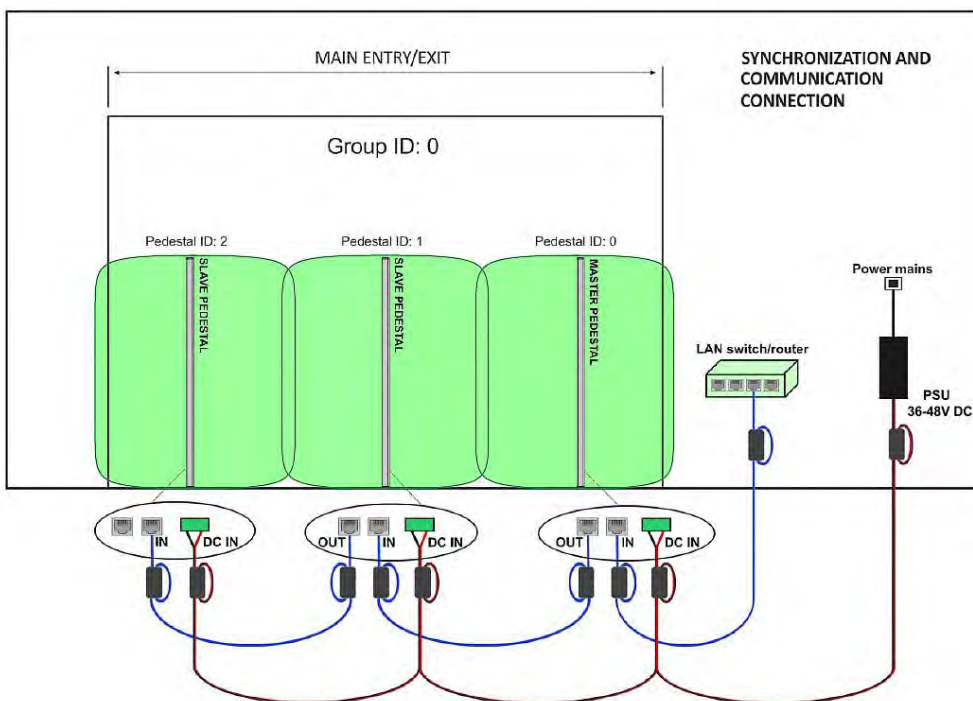 MAIN ENTRY/EXIT
SYNCHRONIZATION AND
COMMUNICATION
CONNECTION
Group ID: 0
Pedestal ID: 2
Pedestal ID: 1
Pedestal ID: 0
SLAVE PEDESTAL
SLAVE PEDESTAL
MASTER PEDESTAL
Power mains
LAN switch/router
PSU
36-48V DC
IN
DC IN
OUT
IN
DC IN
OUT
IN
DC IN